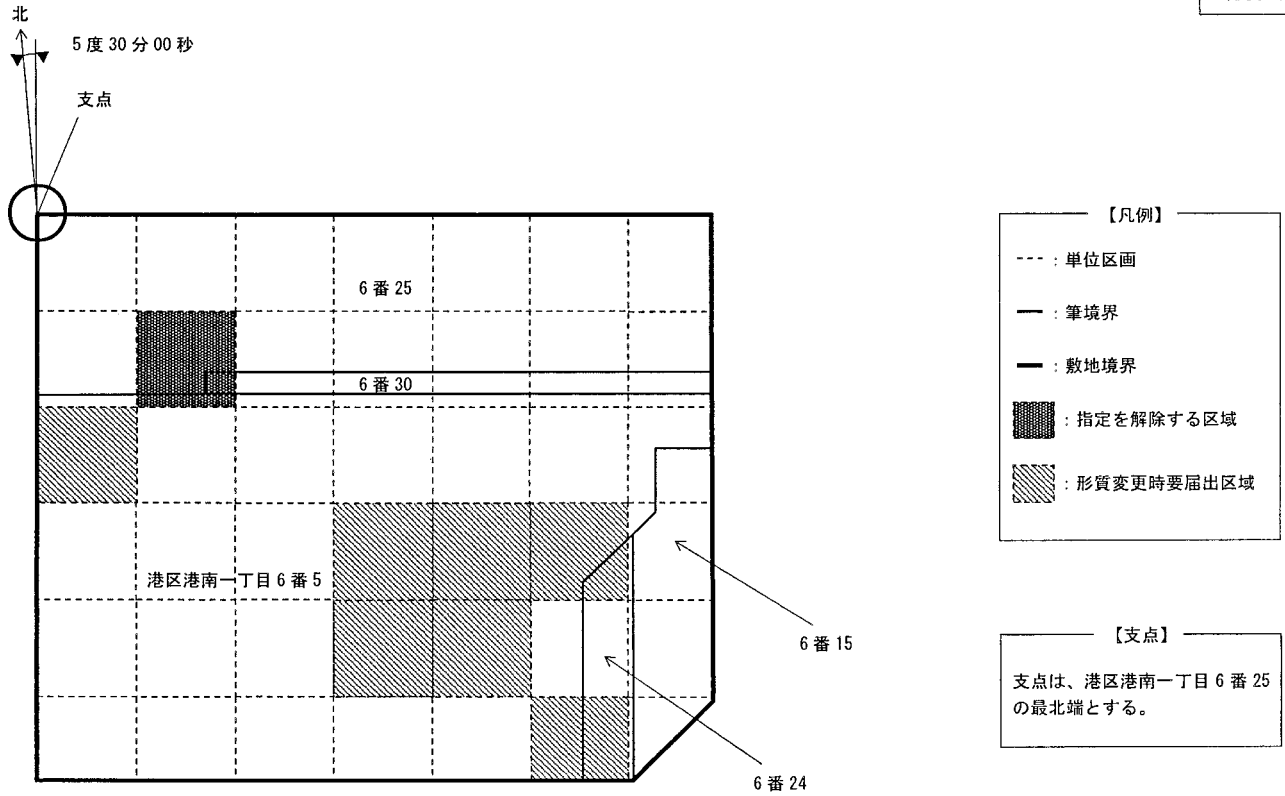 北
5度30分00秒
支点
6番25
6番30
港区港南一丁目6番5
6番15
6番24
【凡例】
---：単位区画
―：筆境界
━：敷地境界
：指定を解除する区域
：形質変更時要届出区域
【支点】
支点は、港区港南一丁目6番25
の最北端とする。